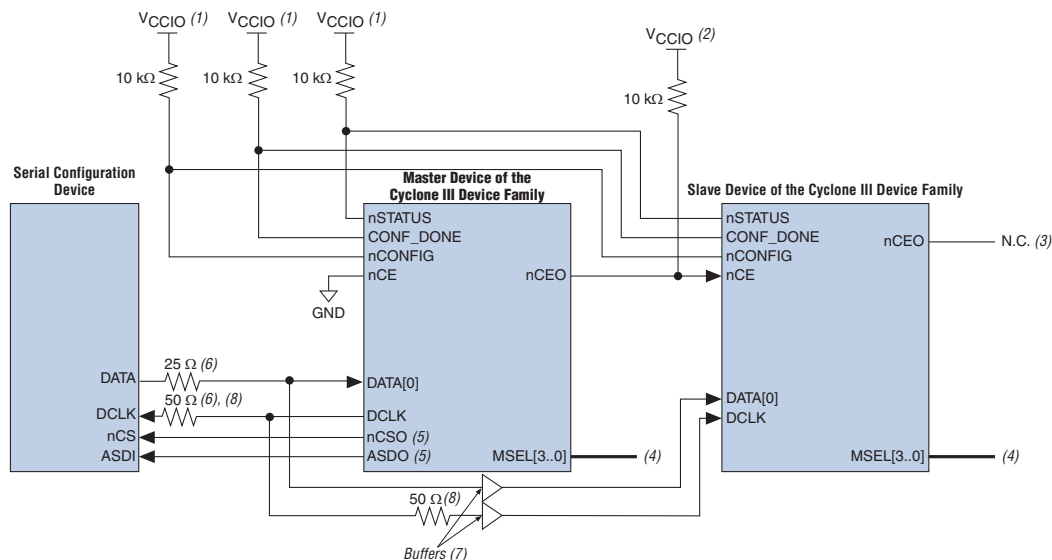 VCCIO (1)
VCCIO (1)
VCCIO (1)
VCCIO (2)
10 kΩ
10 kΩ
10 kΩ
10 kΩ
Serial Configuration
Device
Master Device of the
Cyclone III Device Family
Slave Device of the Cyclone III Device Family
nSTATUS
CONF_DONE
nCONFIG
nCE
nCEO
GND
nSTATUS
CONF_DONE
nCONFIG
nCE
nCEO
N.C. (3)
DATA
25 Ω (6)
DATA[0]
DCLK
50 Ω (6), (8)
DCLK
nCS
nCSO (5)
ASDI
ASDO (5)
MSEL[3..0]
(4)
DATA[0]
DCLK
MSEL[3..0]
(4)
50 Ω (8)
Buffers (7)